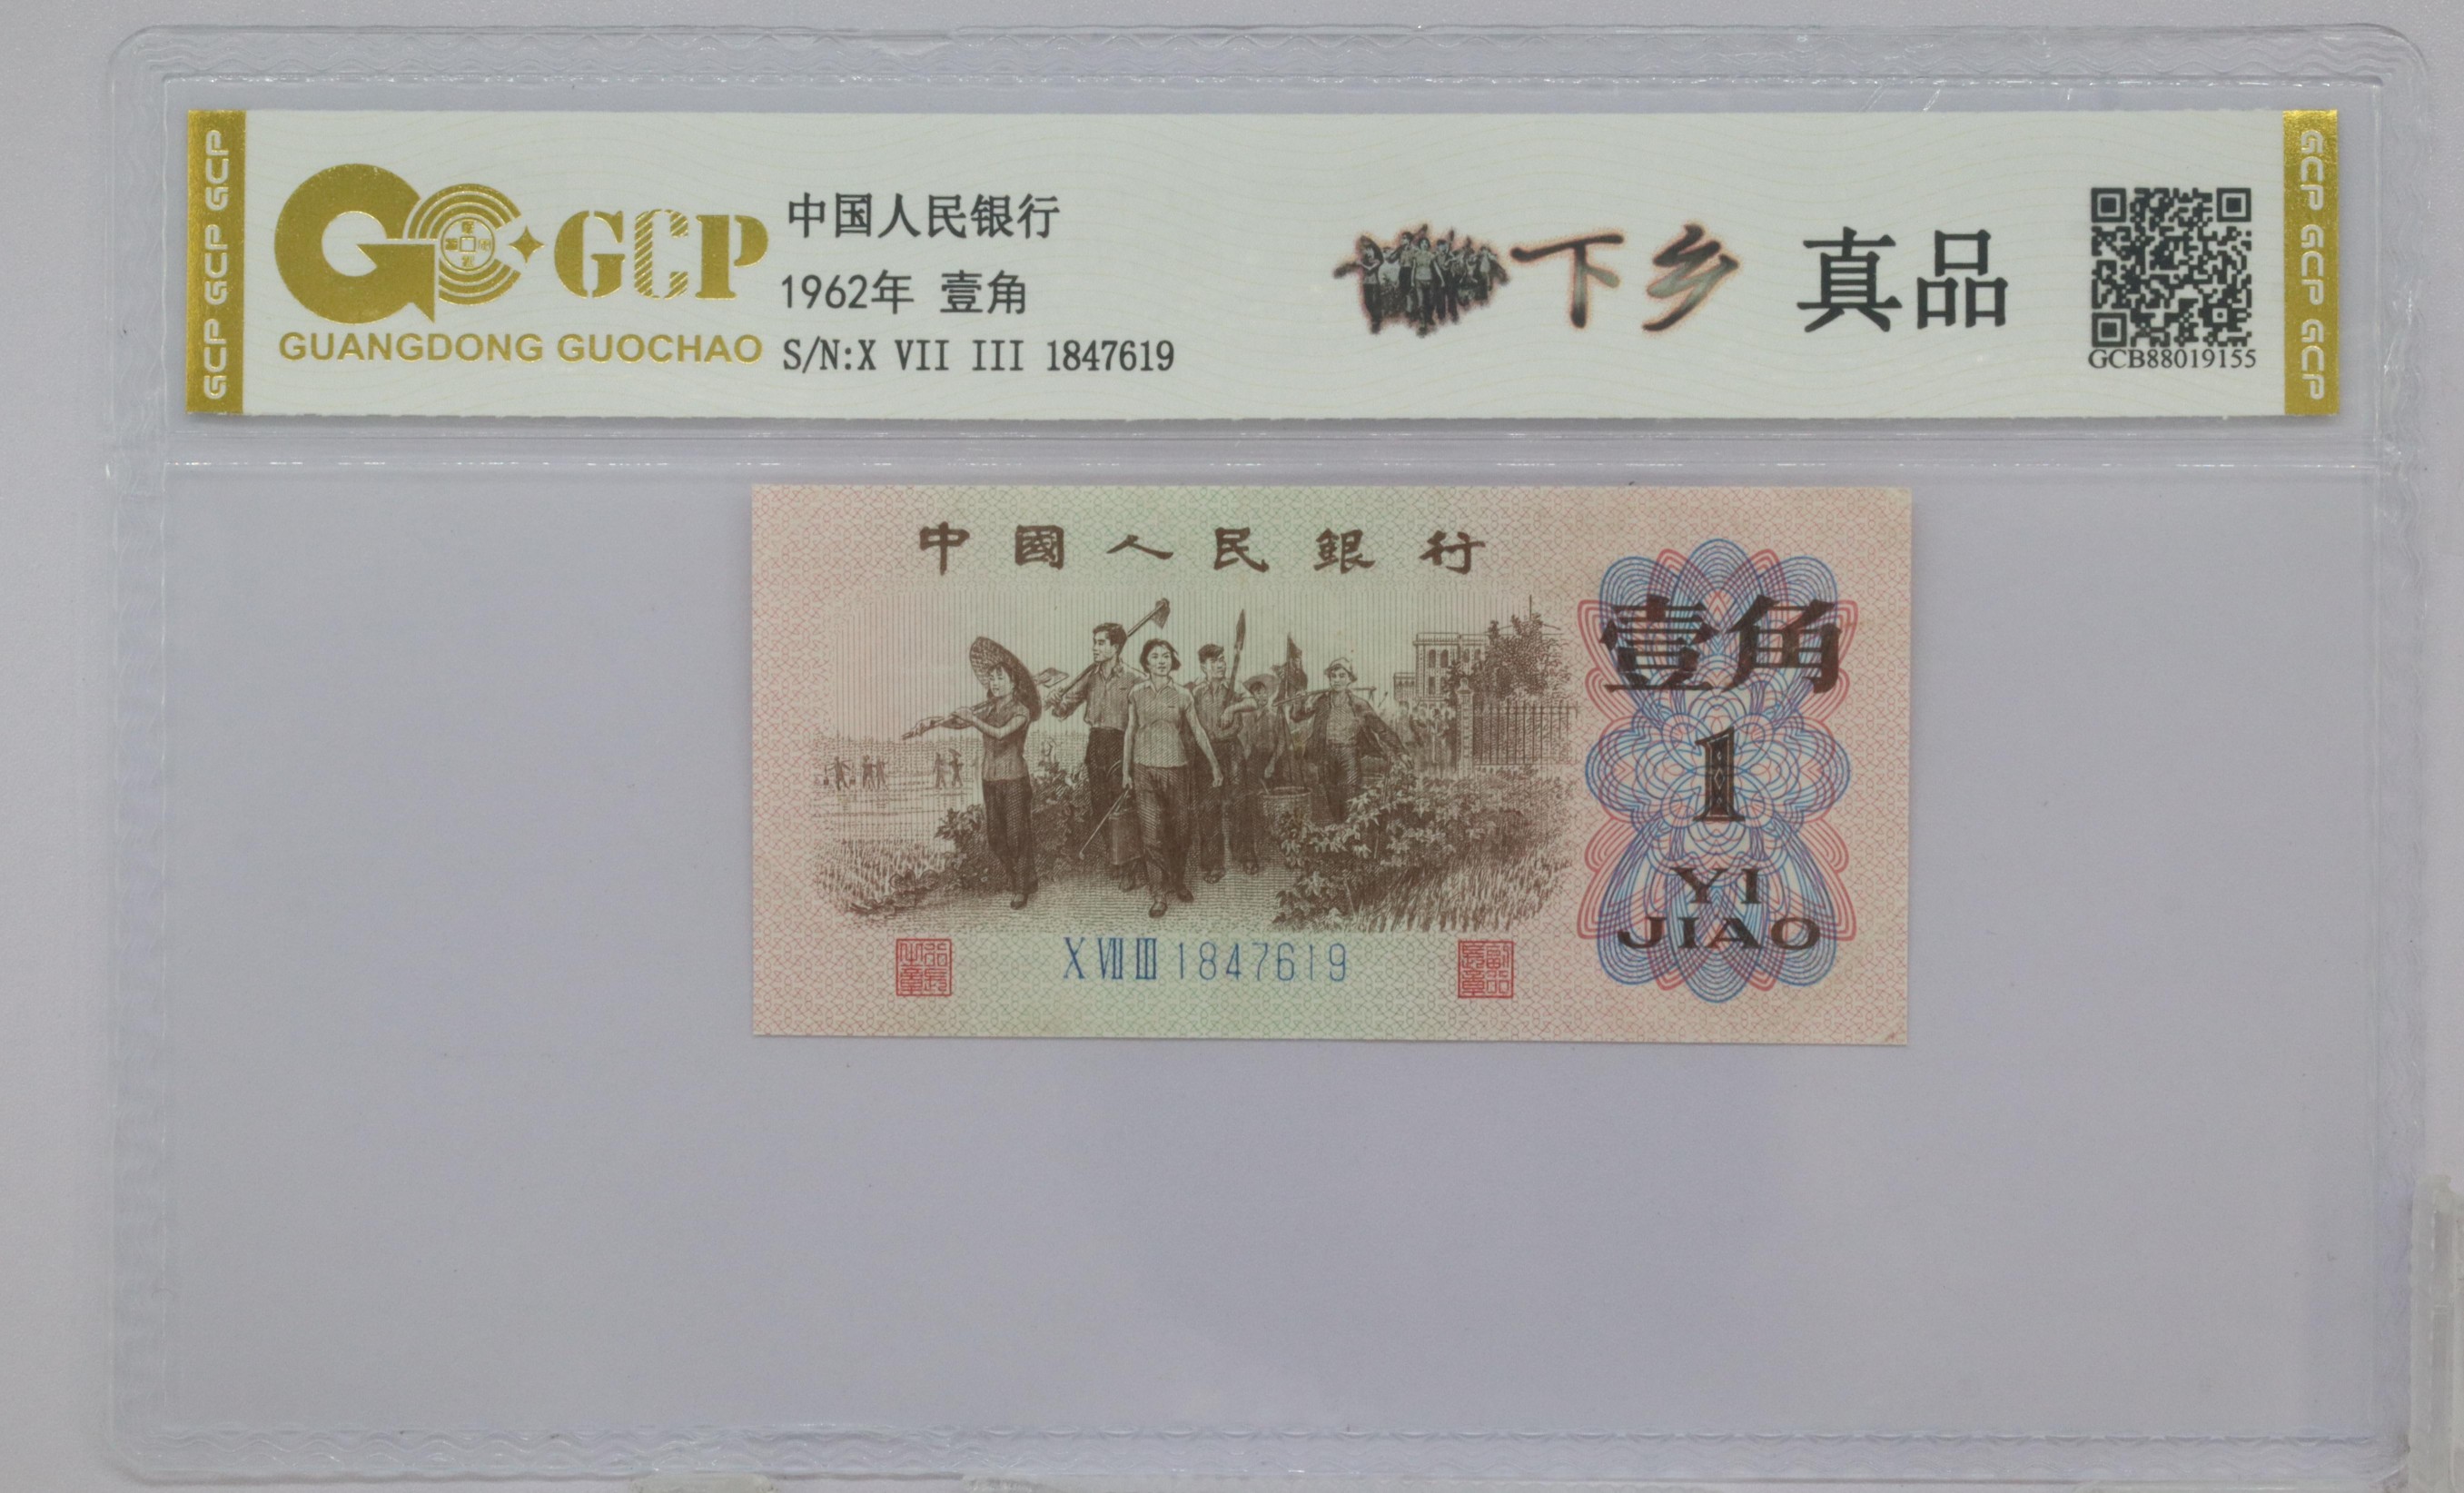 GCP GCP GCP
GCP
GUANGDONG GUOCHAO
中国人民银行
1962年 壹角
S/N:X VII III 1847619
下乡 真品
GCB88019155
GCP GCP GCP
中國人民銀行
壹角
1
YI
JIAO
X VII III 1847619